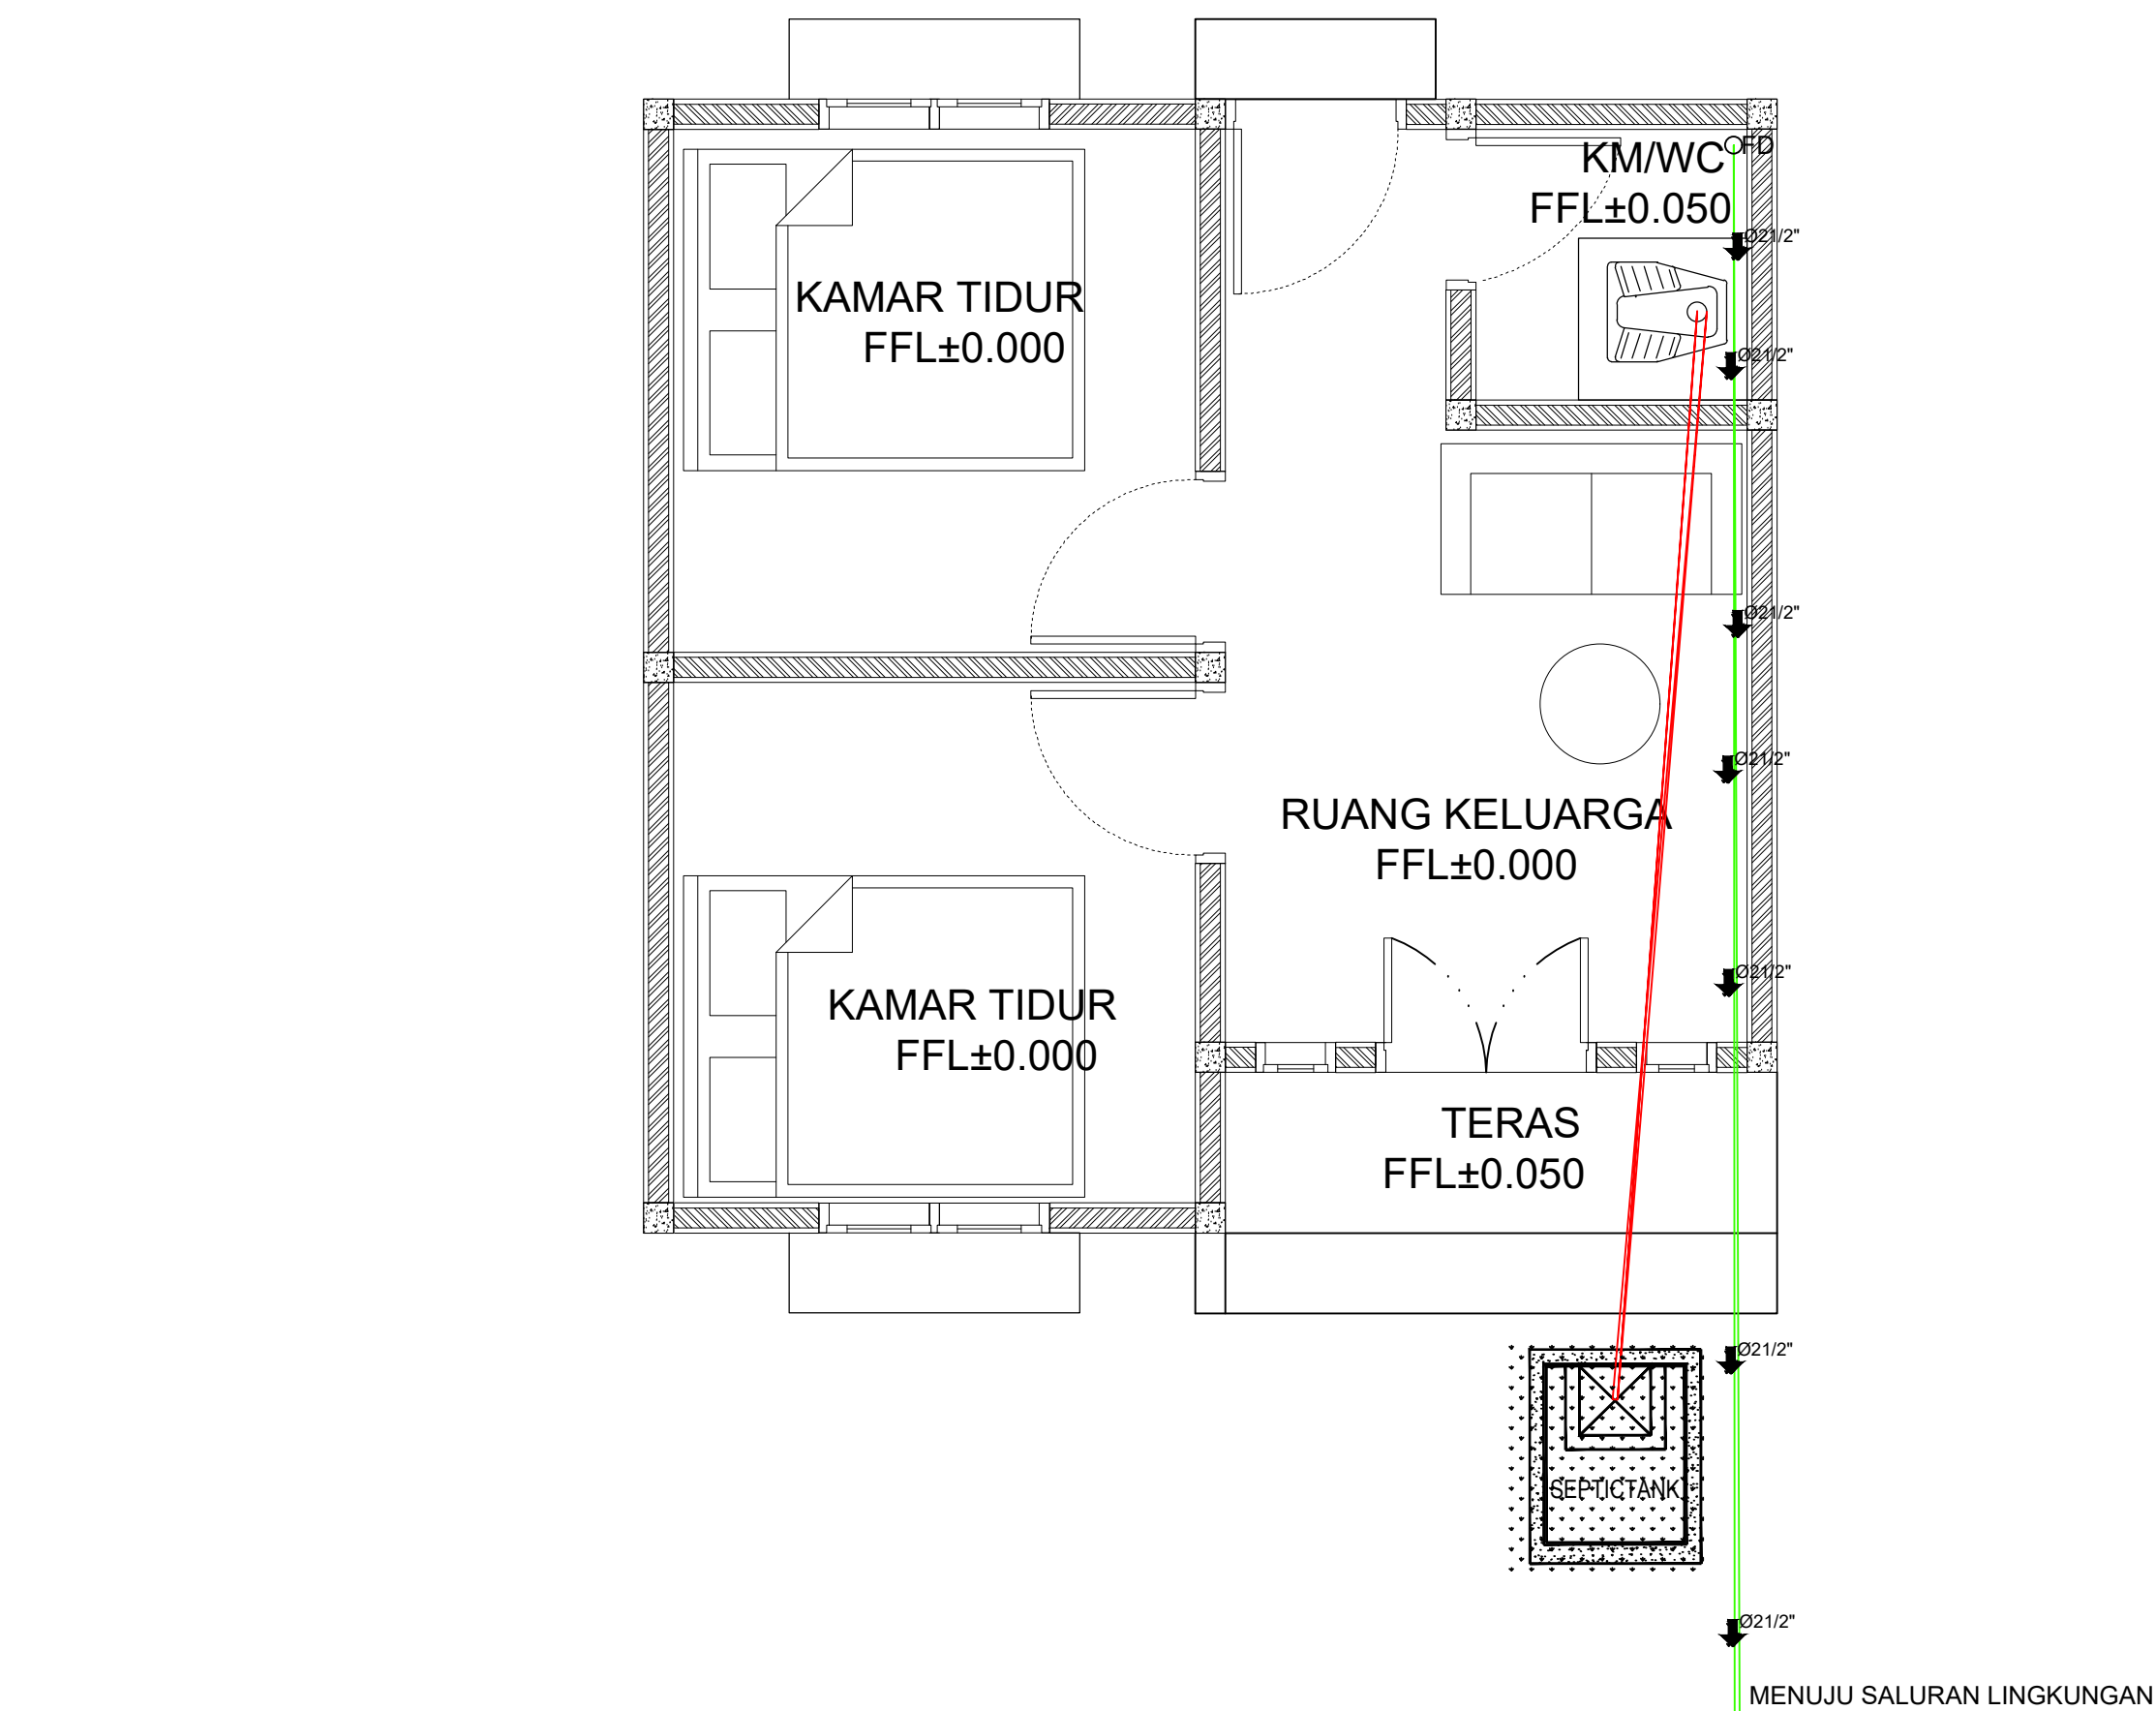 FD
KM/WC
FFL±0.050
Ø21/2"
KAMAR TIDUR
FFL±0.000
Ø21/2"
Ø21/2"
Ø21/2"
RUANG KELUARGA
FFL±0.000
Ø21/2"
KAMAR TIDUR
FFL±0.000
TERAS
FFL±0.050
Ø21/2"
SEPTICTANK
Ø21/2"
MENUJU SALURAN LINGKUNGAN